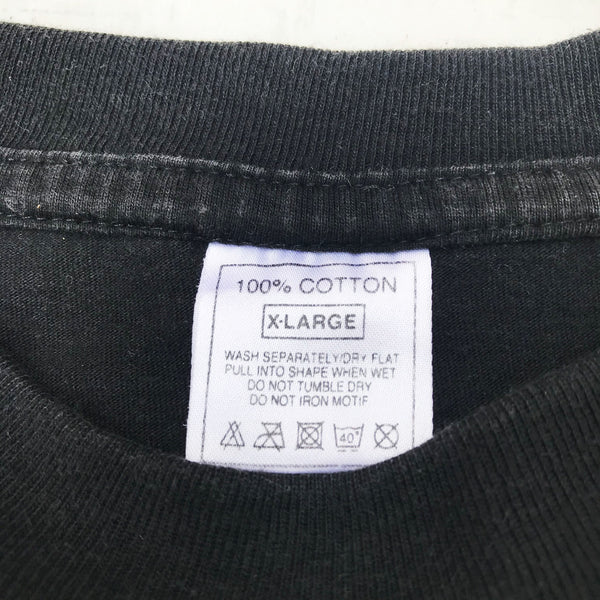 100% COTTON
X-LARGE
WASH SEPARATELY/DRY FLAT
PULL INTO SHAPE WHEN WET
DO NOT TUMBLE DRY
DO NOT IRON MOTIF
40°